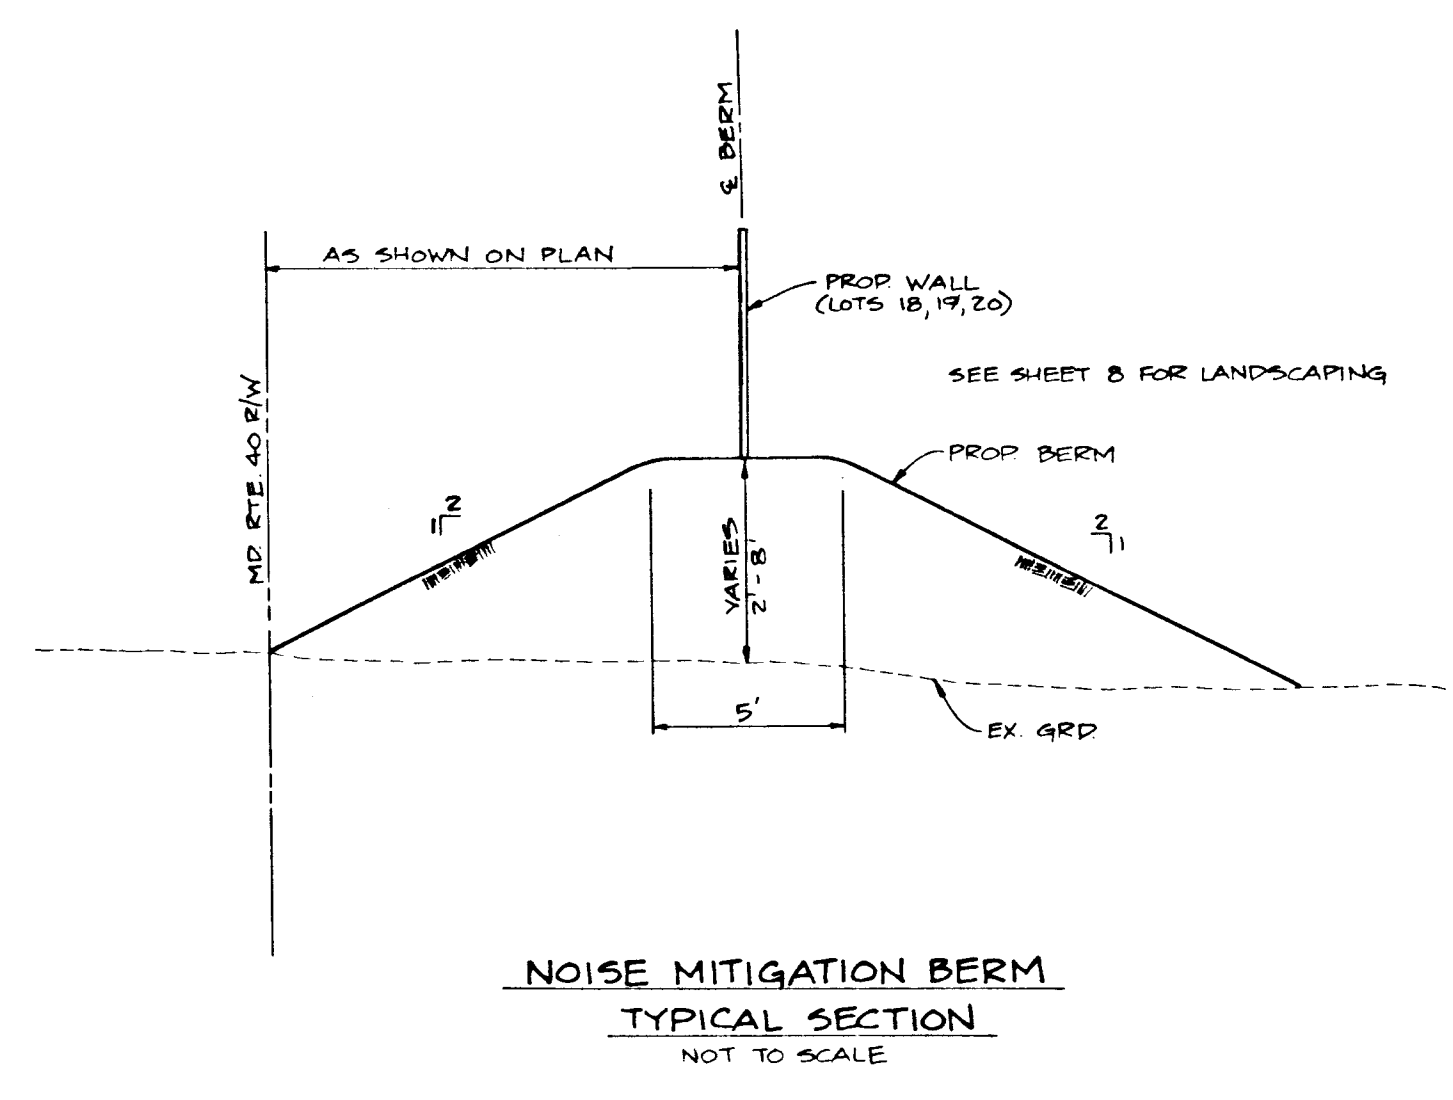 ℄ BERM
AS SHOWN ON PLAN
PROP. WALL
(LOTS 18, 19, 20)
SEE SHEET 8 FOR LANDSCAPING
MD. RTE. 40 R/W
PROP. BERM
1 2
2 1
VARIES
2'-8'
5'
EX. GRD.
NOISE MITIGATION BERM
TYPICAL SECTION
NOT TO SCALE